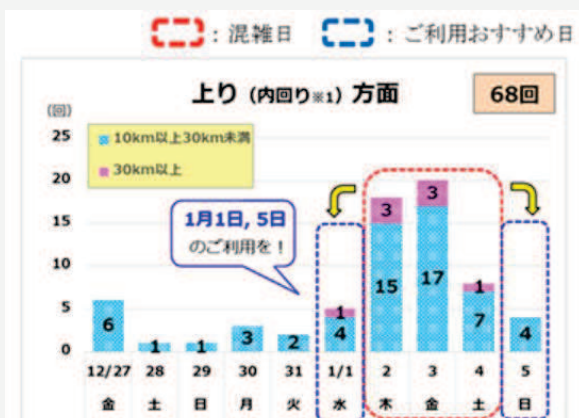 ：混雑日　：ご利用おすすめ日
上り（内回り※1）方面　68回
(回)
25
10km以上30km未満
20
30km以上
3
3
15
1月1日, 5日
のご利用を！
10
15
17
1
5
6
1
7
4
4
3
2
1
1
0
12/27 28 29 30 31 1/1 2 3 4 5
金 土 日 月 火 水 木 金 土 日